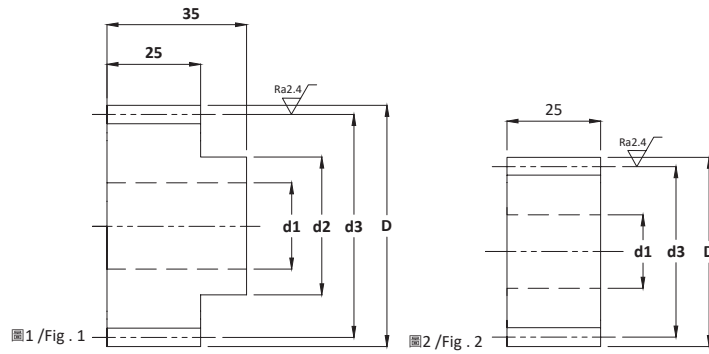 35
25
Ra2.4
d1
d2
d3
D
圖1 /Fig . 1
25
Ra2.4
d1
d3
D
圖2 /Fig . 2